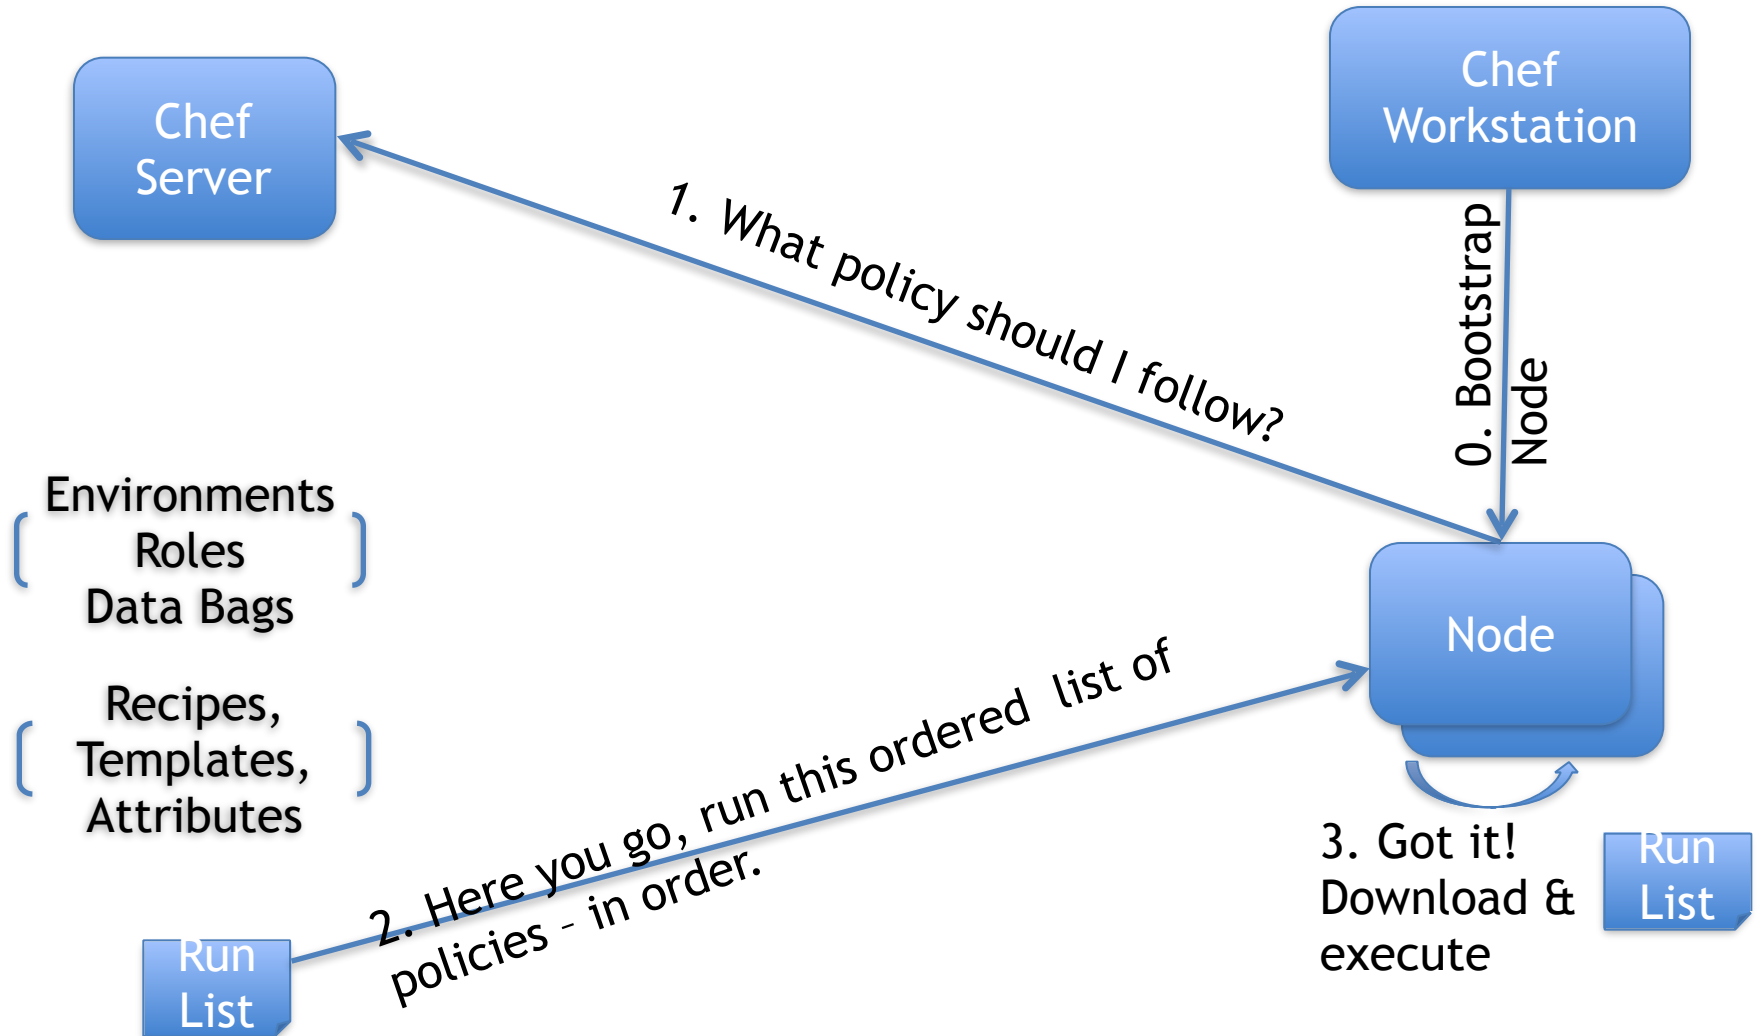 Chef
Server
Chef
Workstation
1. What policy should I follow?
0. Bootstrap
Node
Environments
Roles
Data Bags
Node
Recipes,
Templates,
Attributes
2. Here you go, run this ordered  list of
policies – in order.
3. Got it!
Download &
execute
Run
List
Run
List